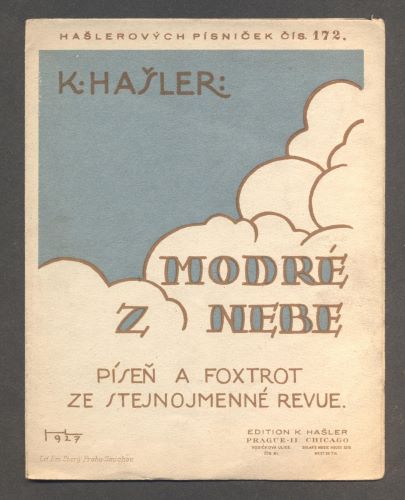 HAŠLEROVÝCH PÍSNIČEK ČÍS. 172.
K. HAŠLER:
MODRÉ
Z NEBE
PÍSEŇ A FOXTROT
ZE STEJNOJMENNÉ REVUE.
1927
EDITION K HAŠLER
PRAGUE-II. CHICAGO